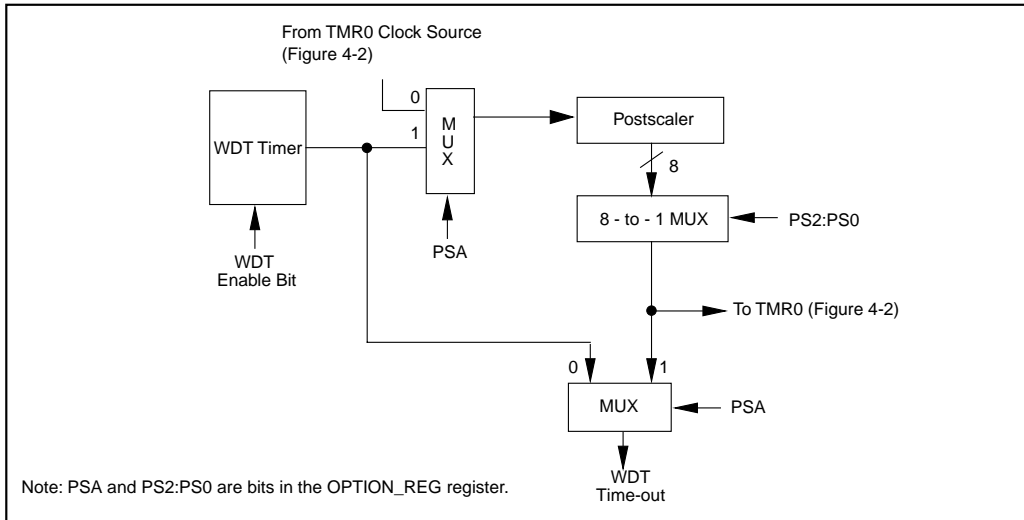 From TMR0 Clock Source
(Figure 4-2)
0
1
M
U
X
WDT Timer
Postscaler
8
8 - to - 1 MUX
PS2:PS0
PSA
WDT
Enable Bit
To TMR0 (Figure 4-2)
0
1
MUX
PSA
WDT
Time-out
Note: PSA and PS2:PS0 are bits in the OPTION_REG register.